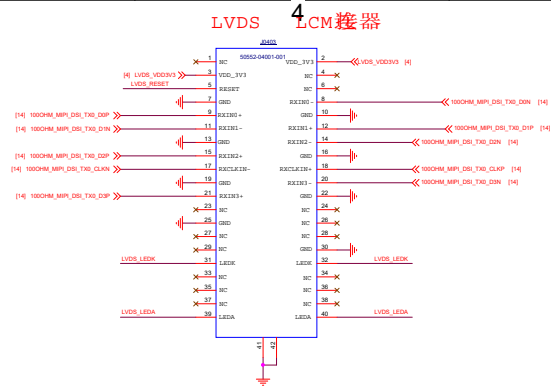 4
LVDS LCM连接器
J0403
50552-04001-001
1 NC VDD_3V3 2 LVDS_VDD3V3 [4]
[4] LVDS_VDD3V3 3 VDD_3V3 NC 4
LVDS_RESET 5 RESET NC 6
7 GND RXIN0- 8 100OHM_MIPI_DSI_TX0_D0N [14]
[14] 100OHM_MIPI_DSI_TX0_D0P 9 RXIN0+ GND 10
[14] 100OHM_MIPI_DSI_TX0_D1N 11 RXIN1- RXIN1+ 12 100OHM_MIPI_DSI_TX0_D1P [14]
13 GND RXIN2- 14 100OHM_MIPI_DSI_TX0_D2N [14]
[14] 100OHM_MIPI_DSI_TX0_D2P 15 RXIN2+ GND 16
[14] 100OHM_MIPI_DSI_TX0_CLKN 17 RXCLKIN- RXCLKIN+ 18 100OHM_MIPI_DSI_TX0_CLKP [14]
19 GND RXIN3- 20 100OHM_MIPI_DSI_TX0_D3N [14]
[14] 100OHM_MIPI_DSI_TX0_D3P 21 RXIN3+ GND 22
23 NC NC 24
25 GND NC 26
27 NC NC 28
29 NC GND 30
LVDS_LEDK 31 LEDK LEDK 32 LVDS_LEDK
33 NC NC 34
35 NC NC 36
37 NC NC 38
LVDS_LEDA 39 LEDA LEDA 40 LVDS_LEDA
41 42